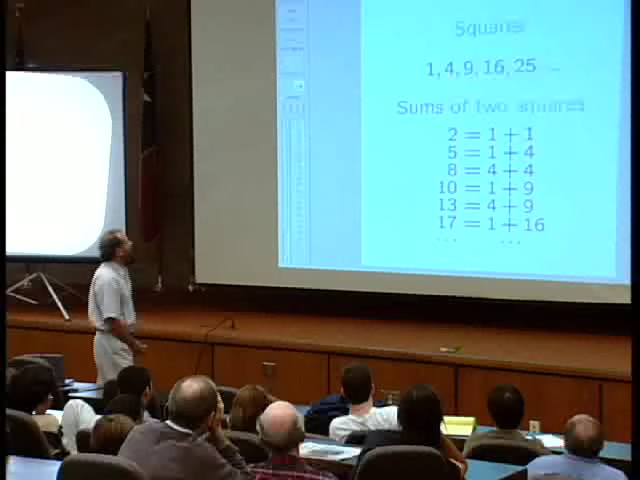 Squares
1, 4, 9, 16, 25 ...
Sums of two squares
2 = 1 + 1
5 = 1 + 4
8 = 4 + 4
10 = 1 + 9
13 = 4 + 9
17 = 1 + 16
... ...